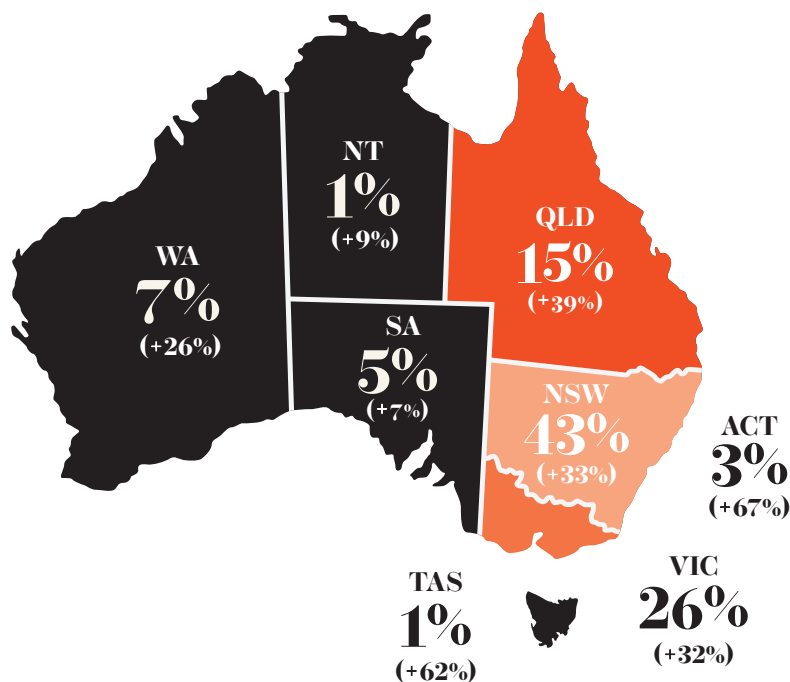 NT
1%
(+9%)
QLD
15%
(+39%)
WA
7%
(+26%)
SA
5%
(+7%)
NSW
43%
(+33%)
ACT
3%
(+67%)
VIC
26%
(+32%)
TAS
1%
(+62%)